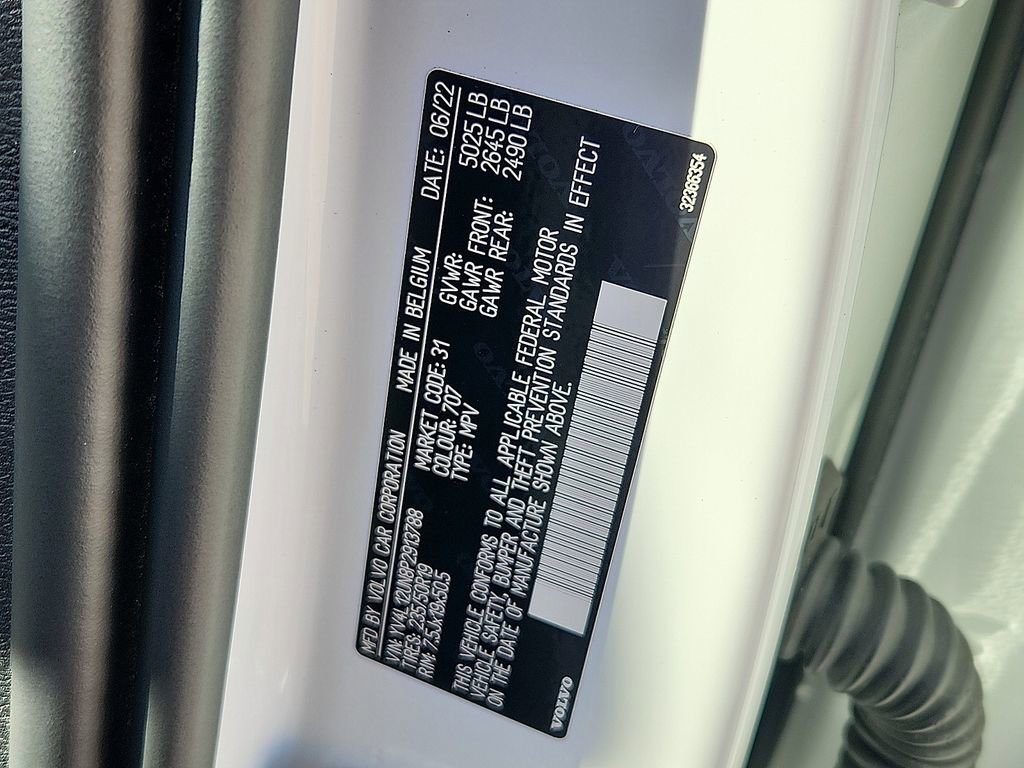 MFD BY VOLVO CAR CORPORATION MADE IN BELGIUM DATE: 06/22
VIN: YV4L12UN8P2913788
TIRES: 235/50R19
RIM: 7.5JX19x50.5
MARKET CODE: 31
COLOUR: 707
TYPE: MPV
GVWR: 5025 LB
GAWR FRONT: 2645 LB
GAWR REAR: 2490 LB
THIS VEHICLE CONFORMS TO ALL APPLICABLE FEDERAL MOTOR
VEHICLE SAFETY, BUMPER AND THEFT PREVENTION STANDARDS IN EFFECT
ON THE DATE OF MANUFACTURE SHOWN ABOVE.
VOLVO
32366354